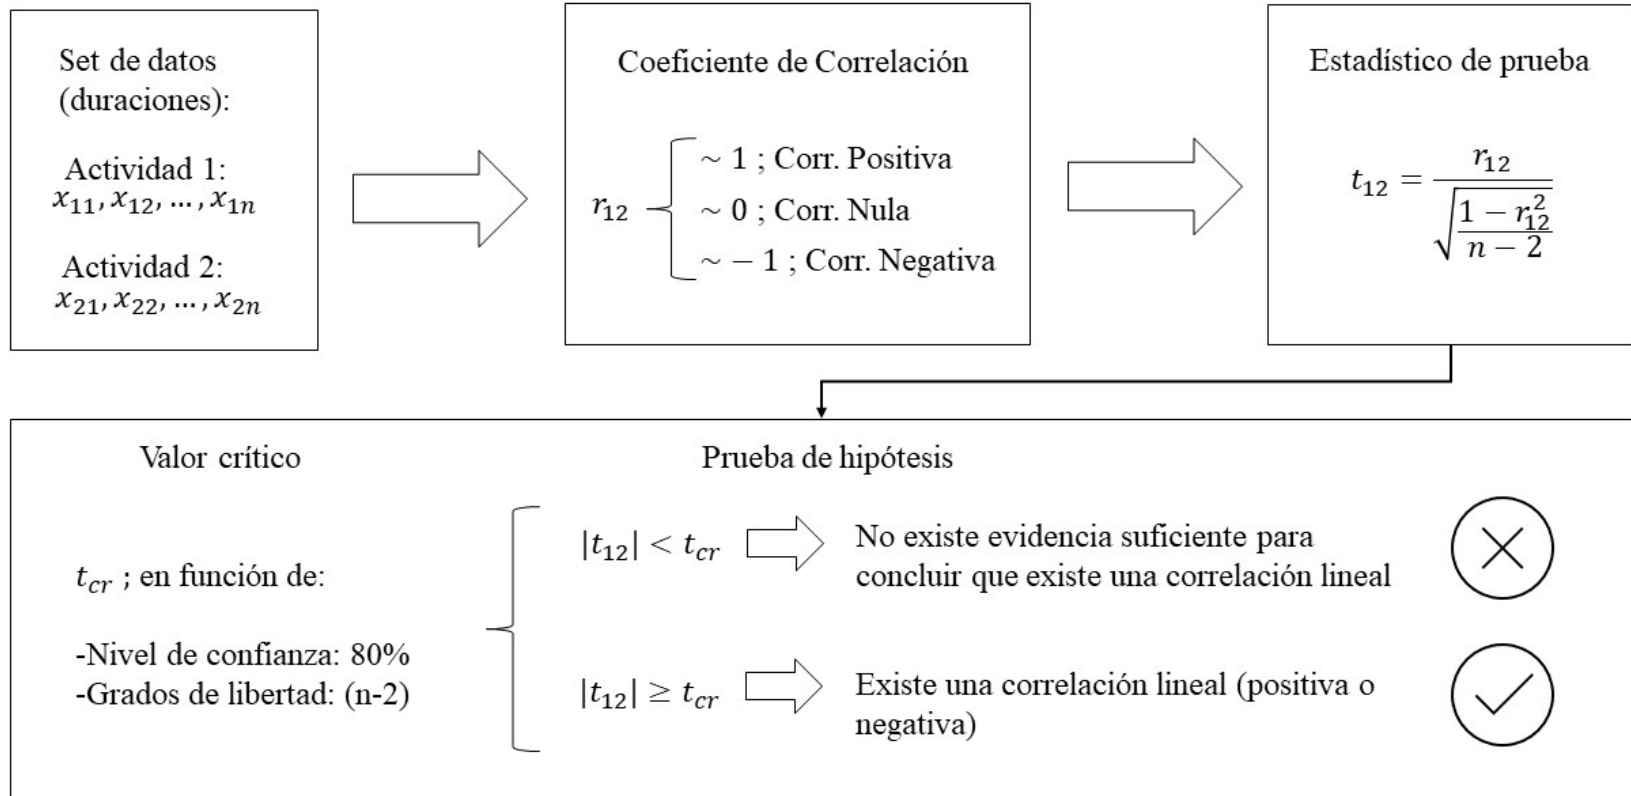 Set de datos
(duraciones):
Actividad 1:
x₁₁, x₁₂, ..., x₁ₙ
Actividad 2:
x₂₁, x₂₂, ..., x₂ₙ
Coeficiente de Correlación
r₁₂
~ 1 ; Corr. Positiva
~ 0 ; Corr. Nula
~ − 1 ; Corr. Negativa
Estadístico de prueba
t₁₂ = r₁₂ / √((1 − r₁₂²) / (n − 2))
Valor crítico
t_cr ; en función de:
-Nivel de confianza: 80%
-Grados de libertad: (n-2)
Prueba de hipótesis
|t₁₂| < t_cr
No existe evidencia suficiente para
concluir que existe una correlación lineal
|t₁₂| ≥ t_cr
Existe una correlación lineal (positiva o
negativa)